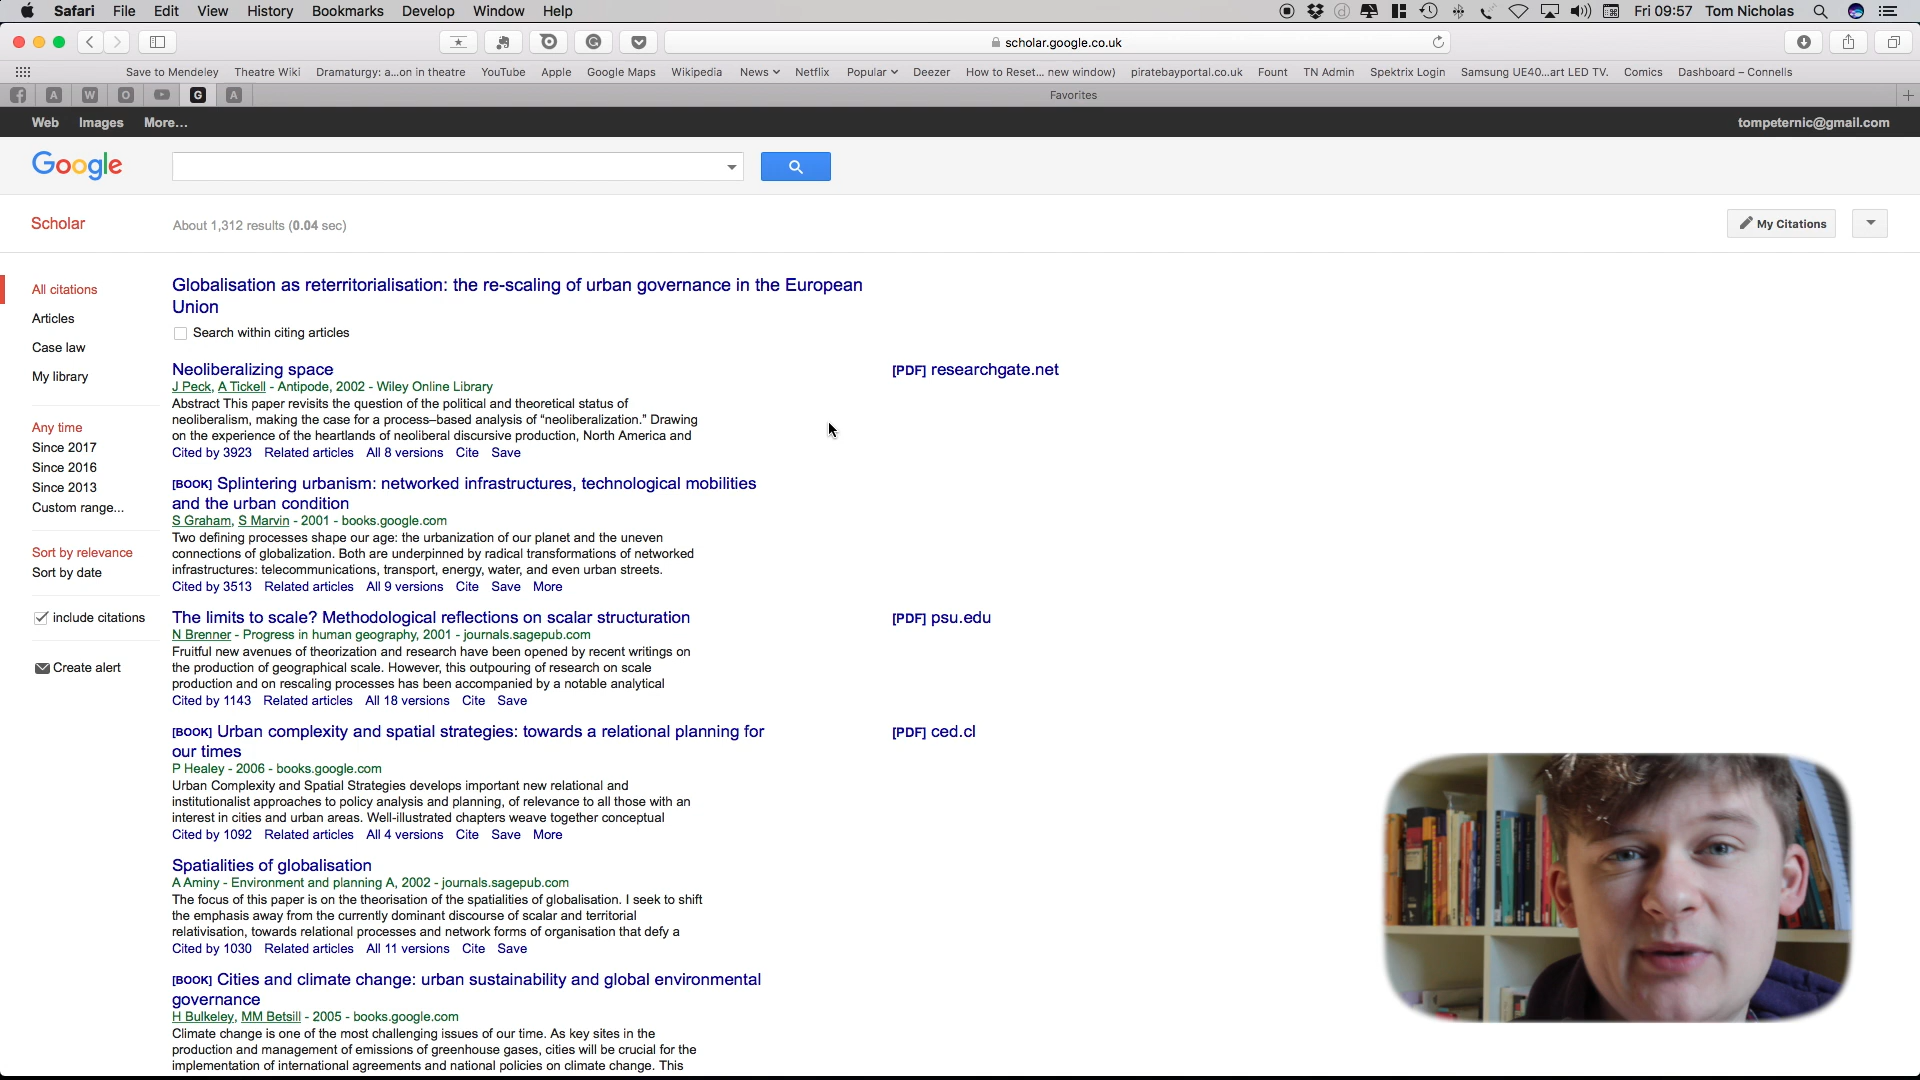 Safari File Edit View History Bookmarks Develop Window Help Fri 09:57 Tom Nicholas
scholar.google.co.uk
Save to Mendeley Theatre Wiki Dramaturgy: a...on in theatre YouTube Apple Google Maps Wikipedia News Netflix Popular Deezer How to Reset... new window) piratebayportal.co.uk Fount TN Admin Spektrix Login Samsung UE40...art LED TV. Comics Dashboard – Connells
A W O G A Favorites
Web Images More... tompeternic@gmail.com
Google
Scholar About 1,312 results (0.04 sec) My Citations
All citations
Articles
Case law
My library
Any time
Since 2017
Since 2016
Since 2013
Custom range...
Sort by relevance
Sort by date
include citations
Create alert
Globalisation as reterritorialisation: the re-scaling of urban governance in the European
Union
Search within citing articles
Neoliberalizing space [PDF] researchgate.net
J Peck, A Tickell - Antipode, 2002 - Wiley Online Library
Abstract This paper revisits the question of the political and theoretical status of
neoliberalism, making the case for a process–based analysis of “neoliberalization.” Drawing
on the experience of the heartlands of neoliberal discursive production, North America and
Cited by 3923 Related articles All 8 versions Cite Save
[BOOK] Splintering urbanism: networked infrastructures, technological mobilities
and the urban condition
S Graham, S Marvin - 2001 - books.google.com
Two defining processes shape our age: the urbanization of our planet and the uneven
connections of globalization. Both are underpinned by radical transformations of networked
infrastructures: telecommunications, transport, energy, water, and even urban streets.
Cited by 3513 Related articles All 9 versions Cite Save More
The limits to scale? Methodological reflections on scalar structuration [PDF] psu.edu
N Brenner - Progress in human geography, 2001 - journals.sagepub.com
Fruitful new avenues of theorization and research have been opened by recent writings on
the production of geographical scale. However, this outpouring of research on scale
production and on rescaling processes has been accompanied by a notable analytical
Cited by 1143 Related articles All 18 versions Cite Save
[BOOK] Urban complexity and spatial strategies: towards a relational planning for [PDF] ced.cl
our times
P Healey - 2006 - books.google.com
Urban Complexity and Spatial Strategies develops important new relational and
institutionalist approaches to policy analysis and planning, of relevance to all those with an
interest in cities and urban areas. Well-illustrated chapters weave together conceptual
Cited by 1092 Related articles All 4 versions Cite Save More
Spatialities of globalisation
A Aminy - Environment and planning A, 2002 - journals.sagepub.com
The focus of this paper is on the theorisation of the spatialities of globalisation. I seek to shift
the emphasis away from the currently dominant discourse of scalar and territorial
relativisation, towards relational processes and network forms of organisation that defy a
Cited by 1030 Related articles All 11 versions Cite Save
[BOOK] Cities and climate change: urban sustainability and global environmental
governance
H Bulkeley, MM Betsill - 2005 - books.google.com
Climate change is one of the most challenging issues of our time. As key sites in the
production and management of emissions of greenhouse gases, cities will be crucial for the
implementation of international agreements and national policies on climate change. This